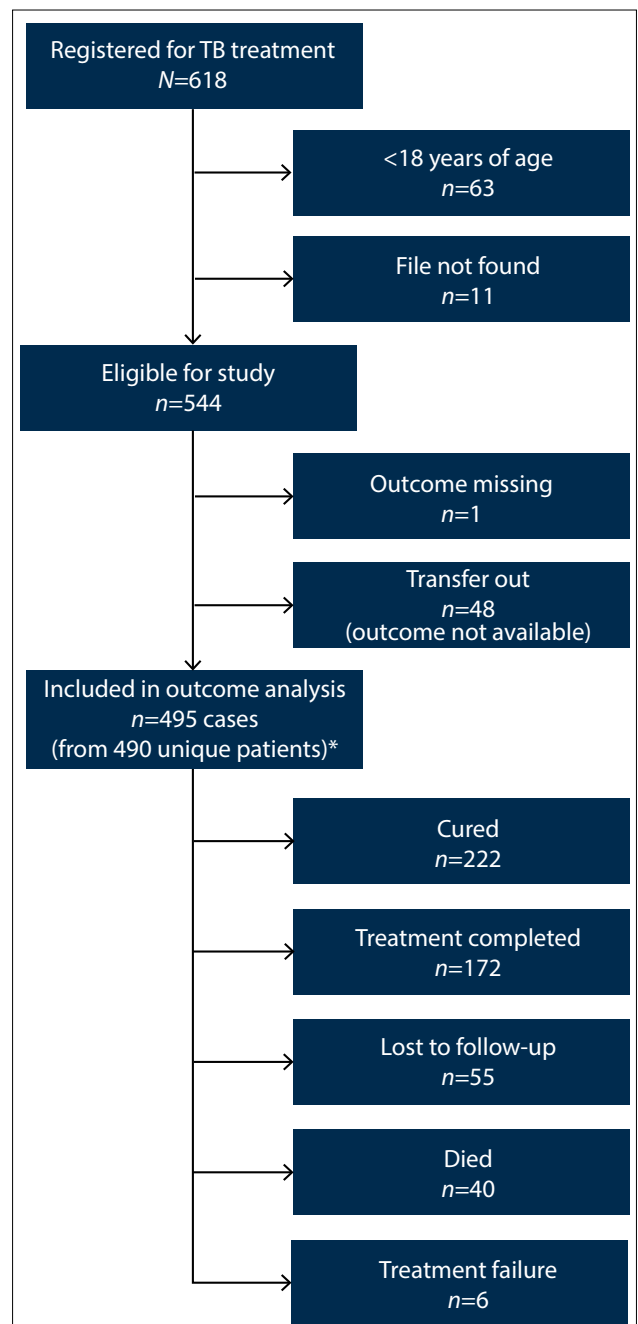 Registered for TB treatment
N=618
<18 years of age
n=63
File not found
n=11
Eligible for study
n=544
Outcome missing
n=1
Transfer out
n=48
(outcome not available)
Included in outcome analysis
n=495 cases
(from 490 unique patients)*
Cured
n=222
Treatment completed
n=172
Lost to follow-up
n=55
Died
n=40
Treatment failure
n=6